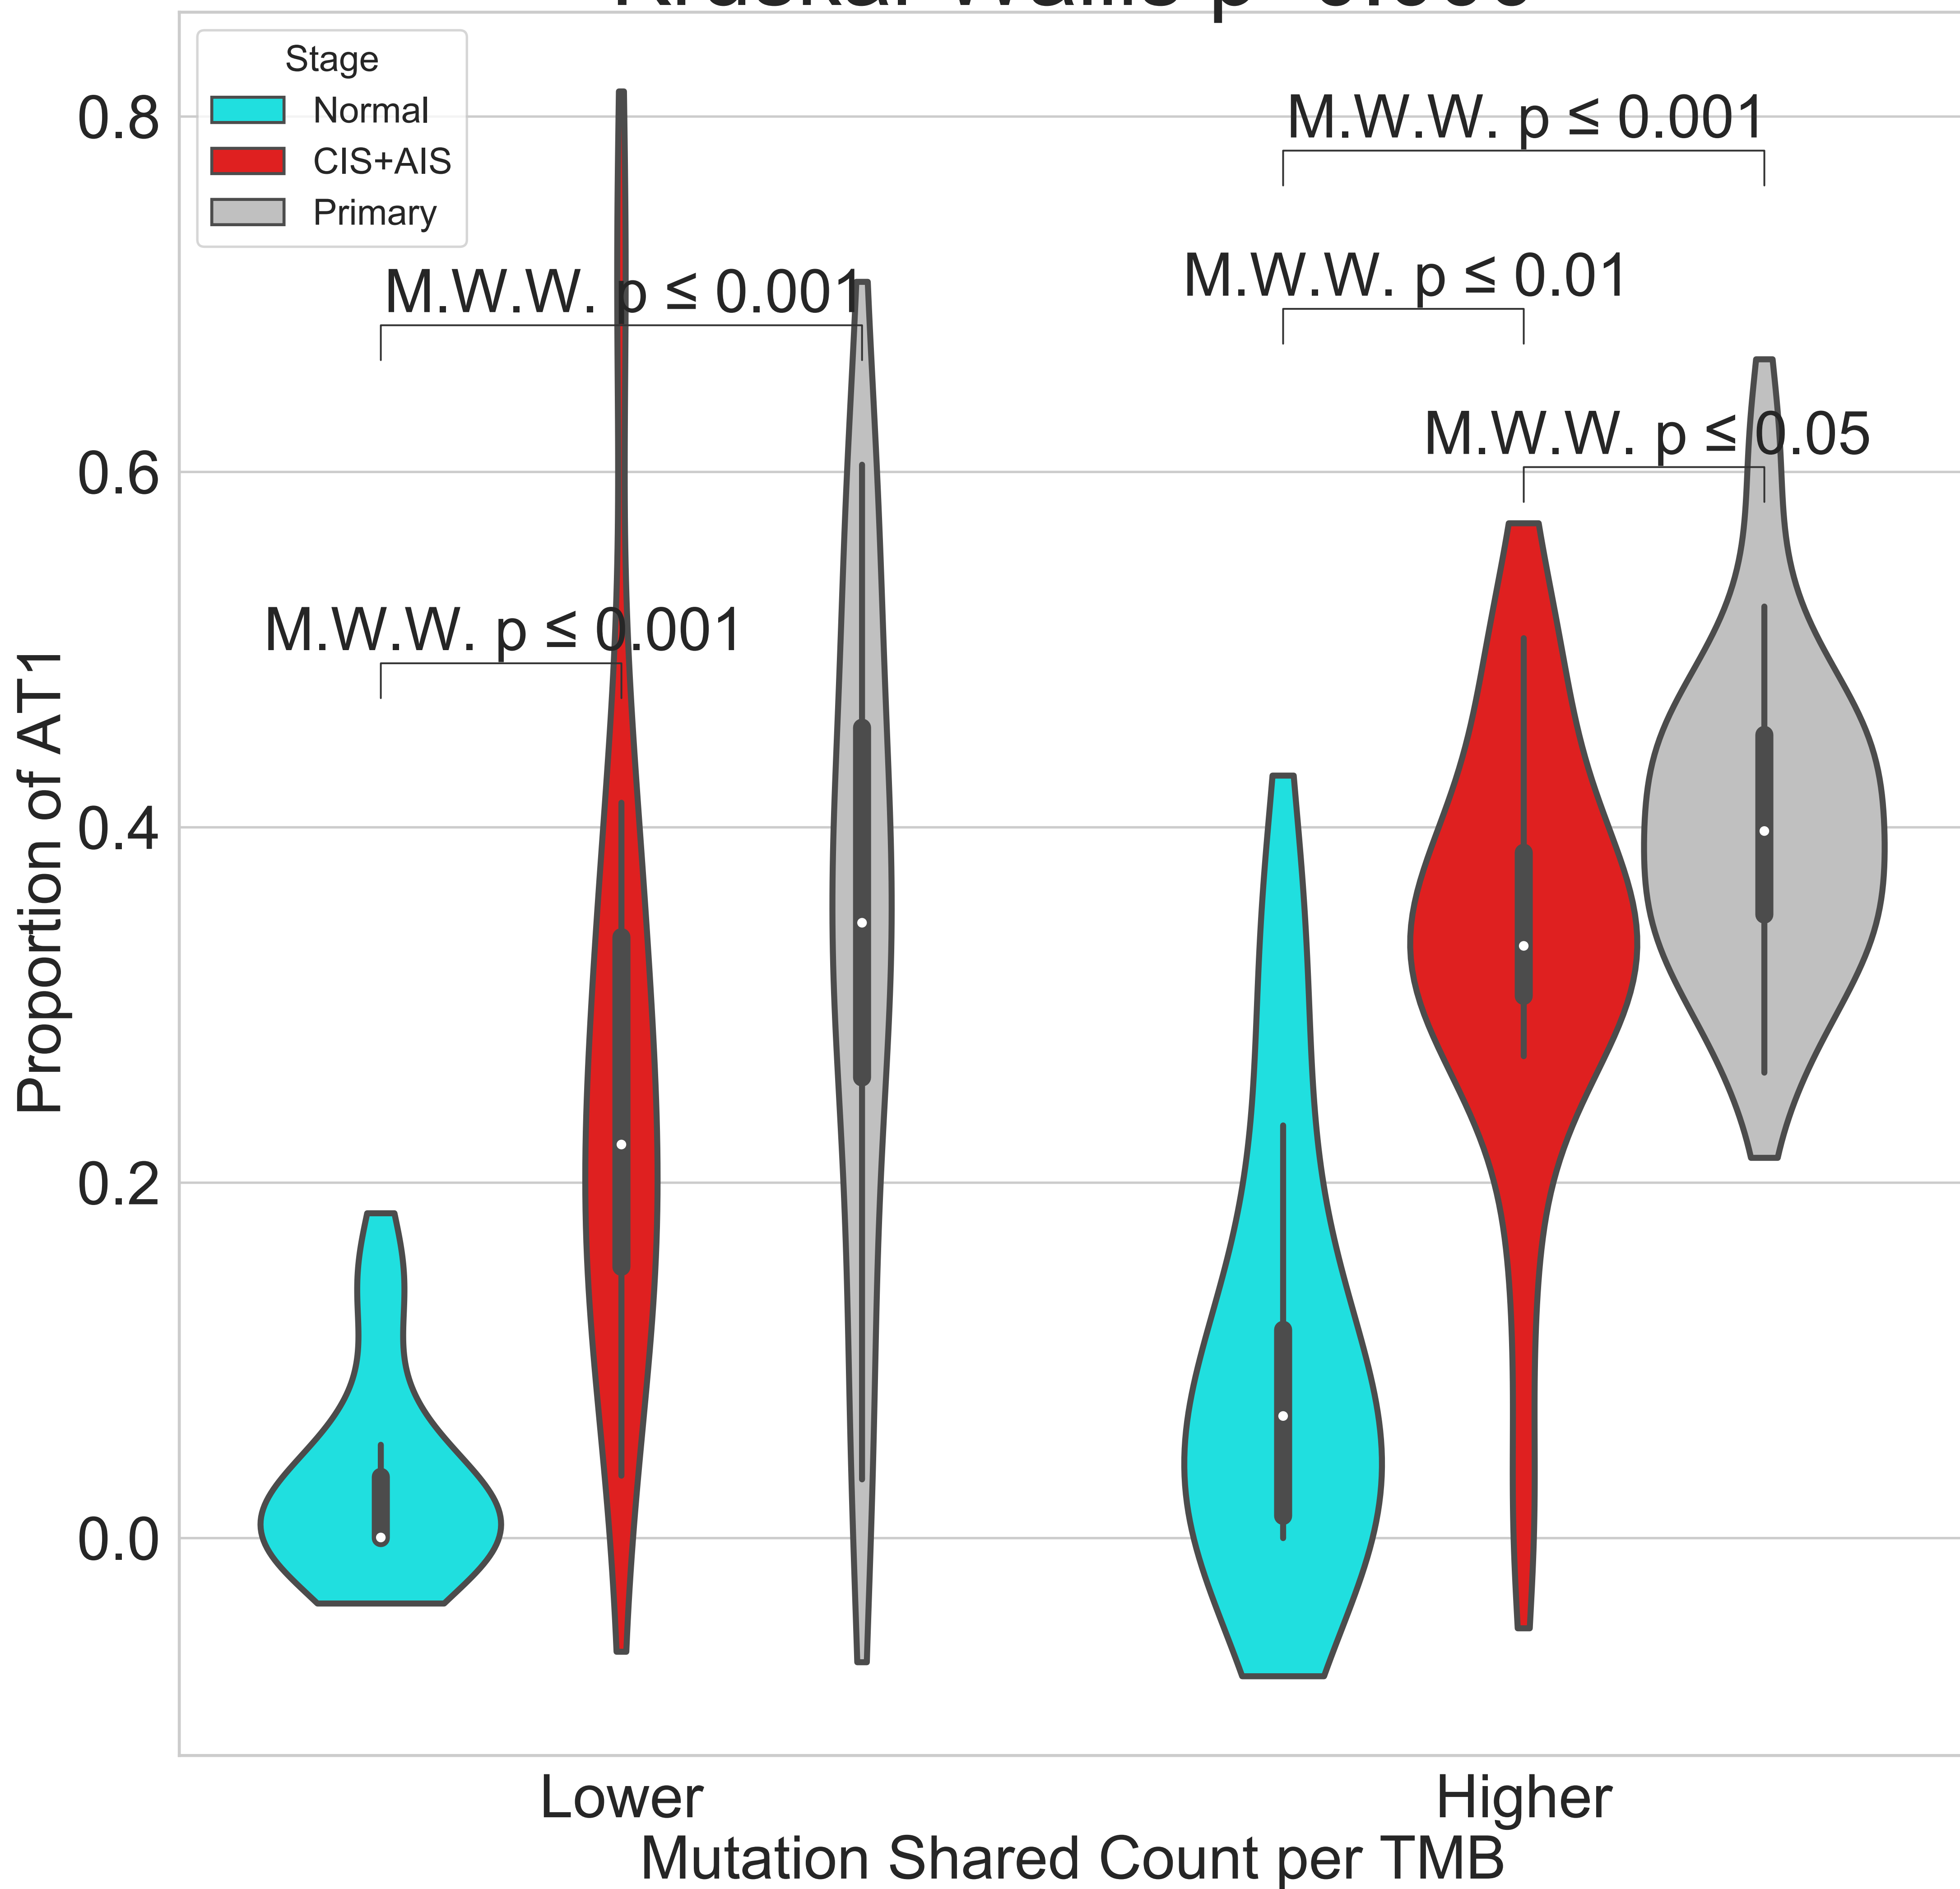 Stage
Normal
CIS+AIS
Primary
M.W.W. p ≤ 0.001
M.W.W. p ≤ 0.01
M.W.W. p ≤ 0.001
M.W.W. p ≤ 0.05
M.W.W. p ≤ 0.001
0.8
0.6
0.4
0.2
0.0
Proportion of AT1
Lower
Higher
Mutation Shared Count per TMB